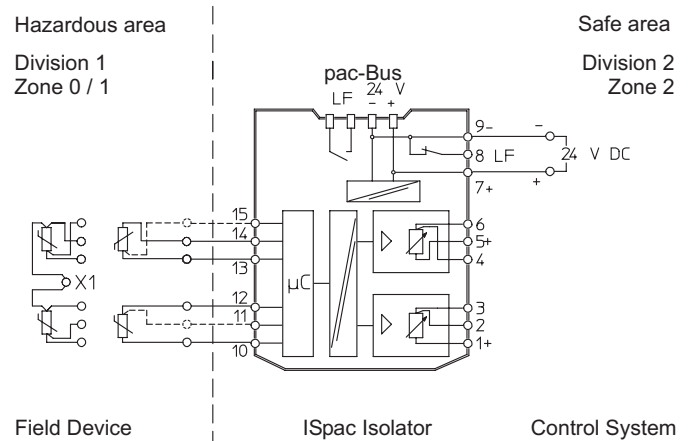 Hazardous area
Safe area
Division 1
Zone 0 / 1
Division 2
Zone 2
pac-Bus
LF 24 V
- +
9-
8 LF
7+
-
24 V DC
+
15
14
13
12
11
10
µC
6
5+
4
3
2
1+
X1
Field Device
ISpac Isolator
Control System